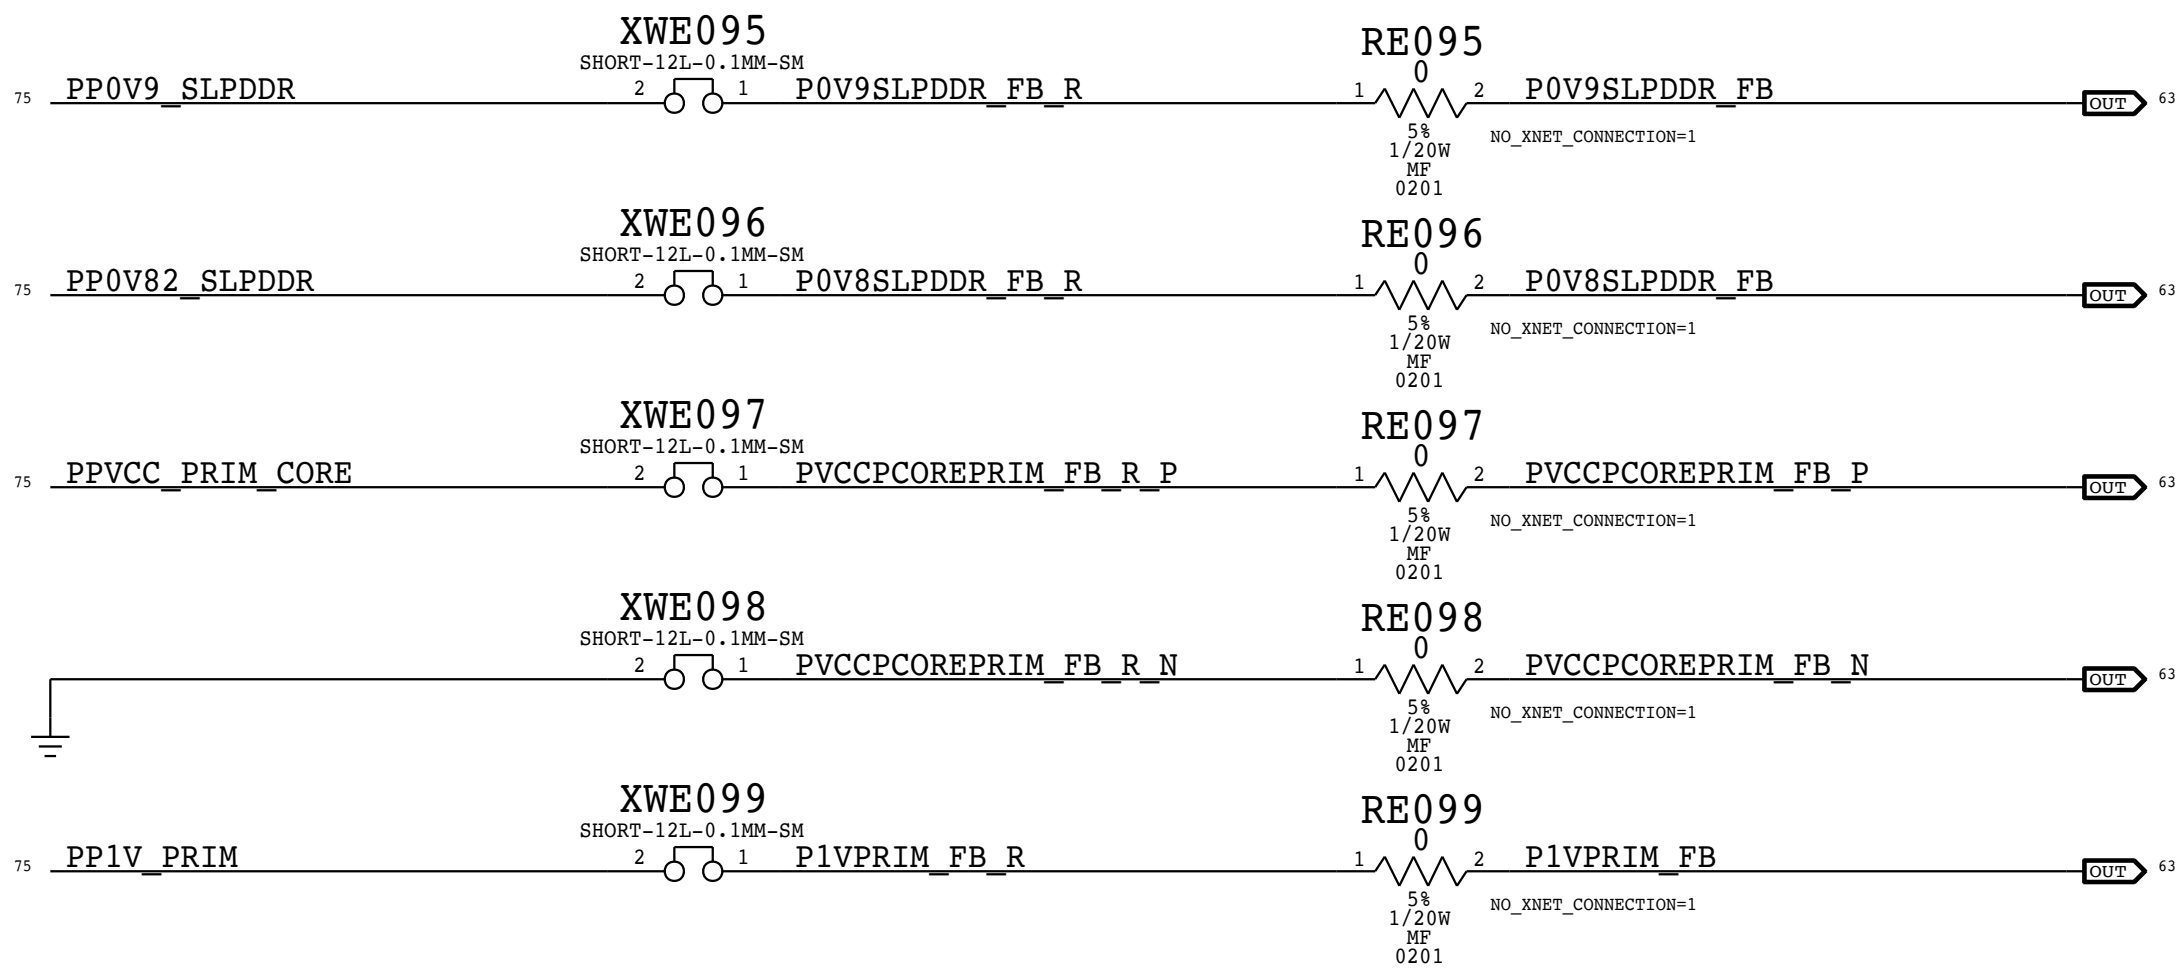 XWE095
SHORT-12L-0.1MM-SM
RE095
0
75 PP0V9_SLPDDR 2 1 P0V9SLPDDR_FB_R 1 2 P0V9SLPDDR_FB OUT 63
5% NO_XNET_CONNECTION=1
1/20W
MF
0201
XWE096
SHORT-12L-0.1MM-SM
RE096
0
75 PP0V82_SLPDDR 2 1 P0V8SLPDDR_FB_R 1 2 P0V8SLPDDR_FB OUT 63
5% NO_XNET_CONNECTION=1
1/20W
MF
0201
XWE097
SHORT-12L-0.1MM-SM
RE097
0
75 PPVCC_PRIM_CORE 2 1 PVCCPCOREPRIM_FB_R_P 1 2 PVCCPCOREPRIM_FB_P OUT 63
5% NO_XNET_CONNECTION=1
1/20W
MF
0201
XWE098
SHORT-12L-0.1MM-SM
RE098
0
2 1 PVCCPCOREPRIM_FB_R_N 1 2 PVCCPCOREPRIM_FB_N OUT 63
5% NO_XNET_CONNECTION=1
1/20W
MF
0201
XWE099
SHORT-12L-0.1MM-SM
RE099
0
75 PP1V_PRIM 2 1 P1VPRIM_FB_R 1 2 P1VPRIM_FB OUT 63
5% NO_XNET_CONNECTION=1
1/20W
MF
0201